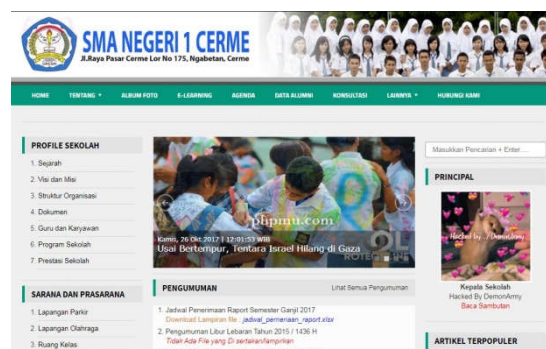 SMA NEGERI 1 CERME
Jl.Raya Pasar Cerme Lor No 175, Ngabetan, Cerme
HOME TENTANG ALBUM FOTO E-LEARNING AGENDA DATA ALUMNI KONSULTASI LAINNYA HUBUNGI KAMI
PROFILE SEKOLAH
1. Sejarah
2. Visi dan Misi
3. Struktur Organisasi
4. Dokumen
5. Guru dan Karyawan
6. Program Sekolah
7. Prestasi Sekolah
SARANA DAN PRASARANA
1. Lapangan Parkir
2. Lapangan Olahraga
3. Ruang Kelas
phpmu.com
Kamis, 26 Okt 2017 | 12:01:53 WIB
Usai Bertempur, Tentara Israel Hilang di Gaza
PENGUMUMAN
Lihat Semua Pengumuman
1. Jadwal Penerimaan Raport Semester Ganjil 2017
Download Lampiran file : jadwal_penerimaan_raport.xlsx
2. Pengumuman Libur Lebaran Tahun 2015 / 1436 H
Tidak Ada File yang Di sertakan/lampirkan
Masukkan Pencarian + Enter....
PRINCIPAL
Hacked by ../DemonArmy
Kepala Sekolah
Hacked By DemonArmy
Baca Sambutan
ARTIKEL TERPOPULER